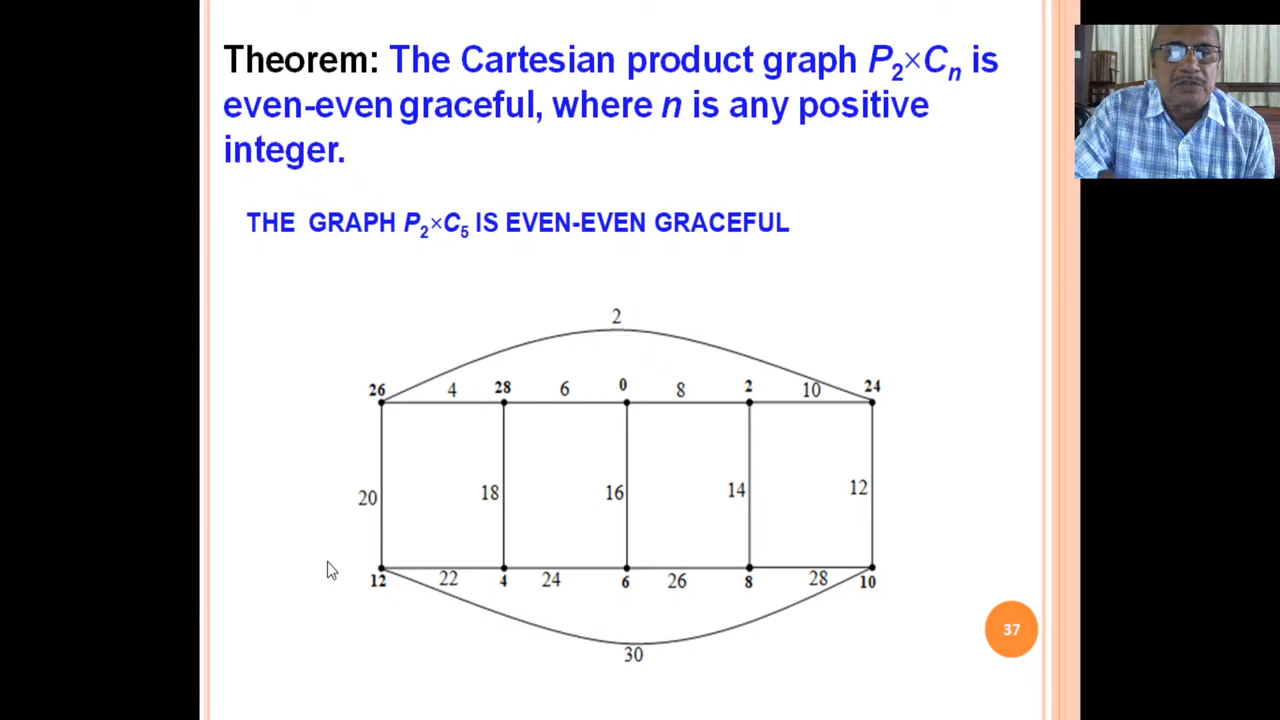 Theorem: The Cartesian product graph P₂×Cₙ is
even-even graceful, where n is any positive
integer.
THE GRAPH P₂×C₅ IS EVEN-EVEN GRACEFUL
2
26 4 28 6 0 8 2 10 24
20 18 16 14 12
12 22 4 24 6 26 8 28 10
30
37